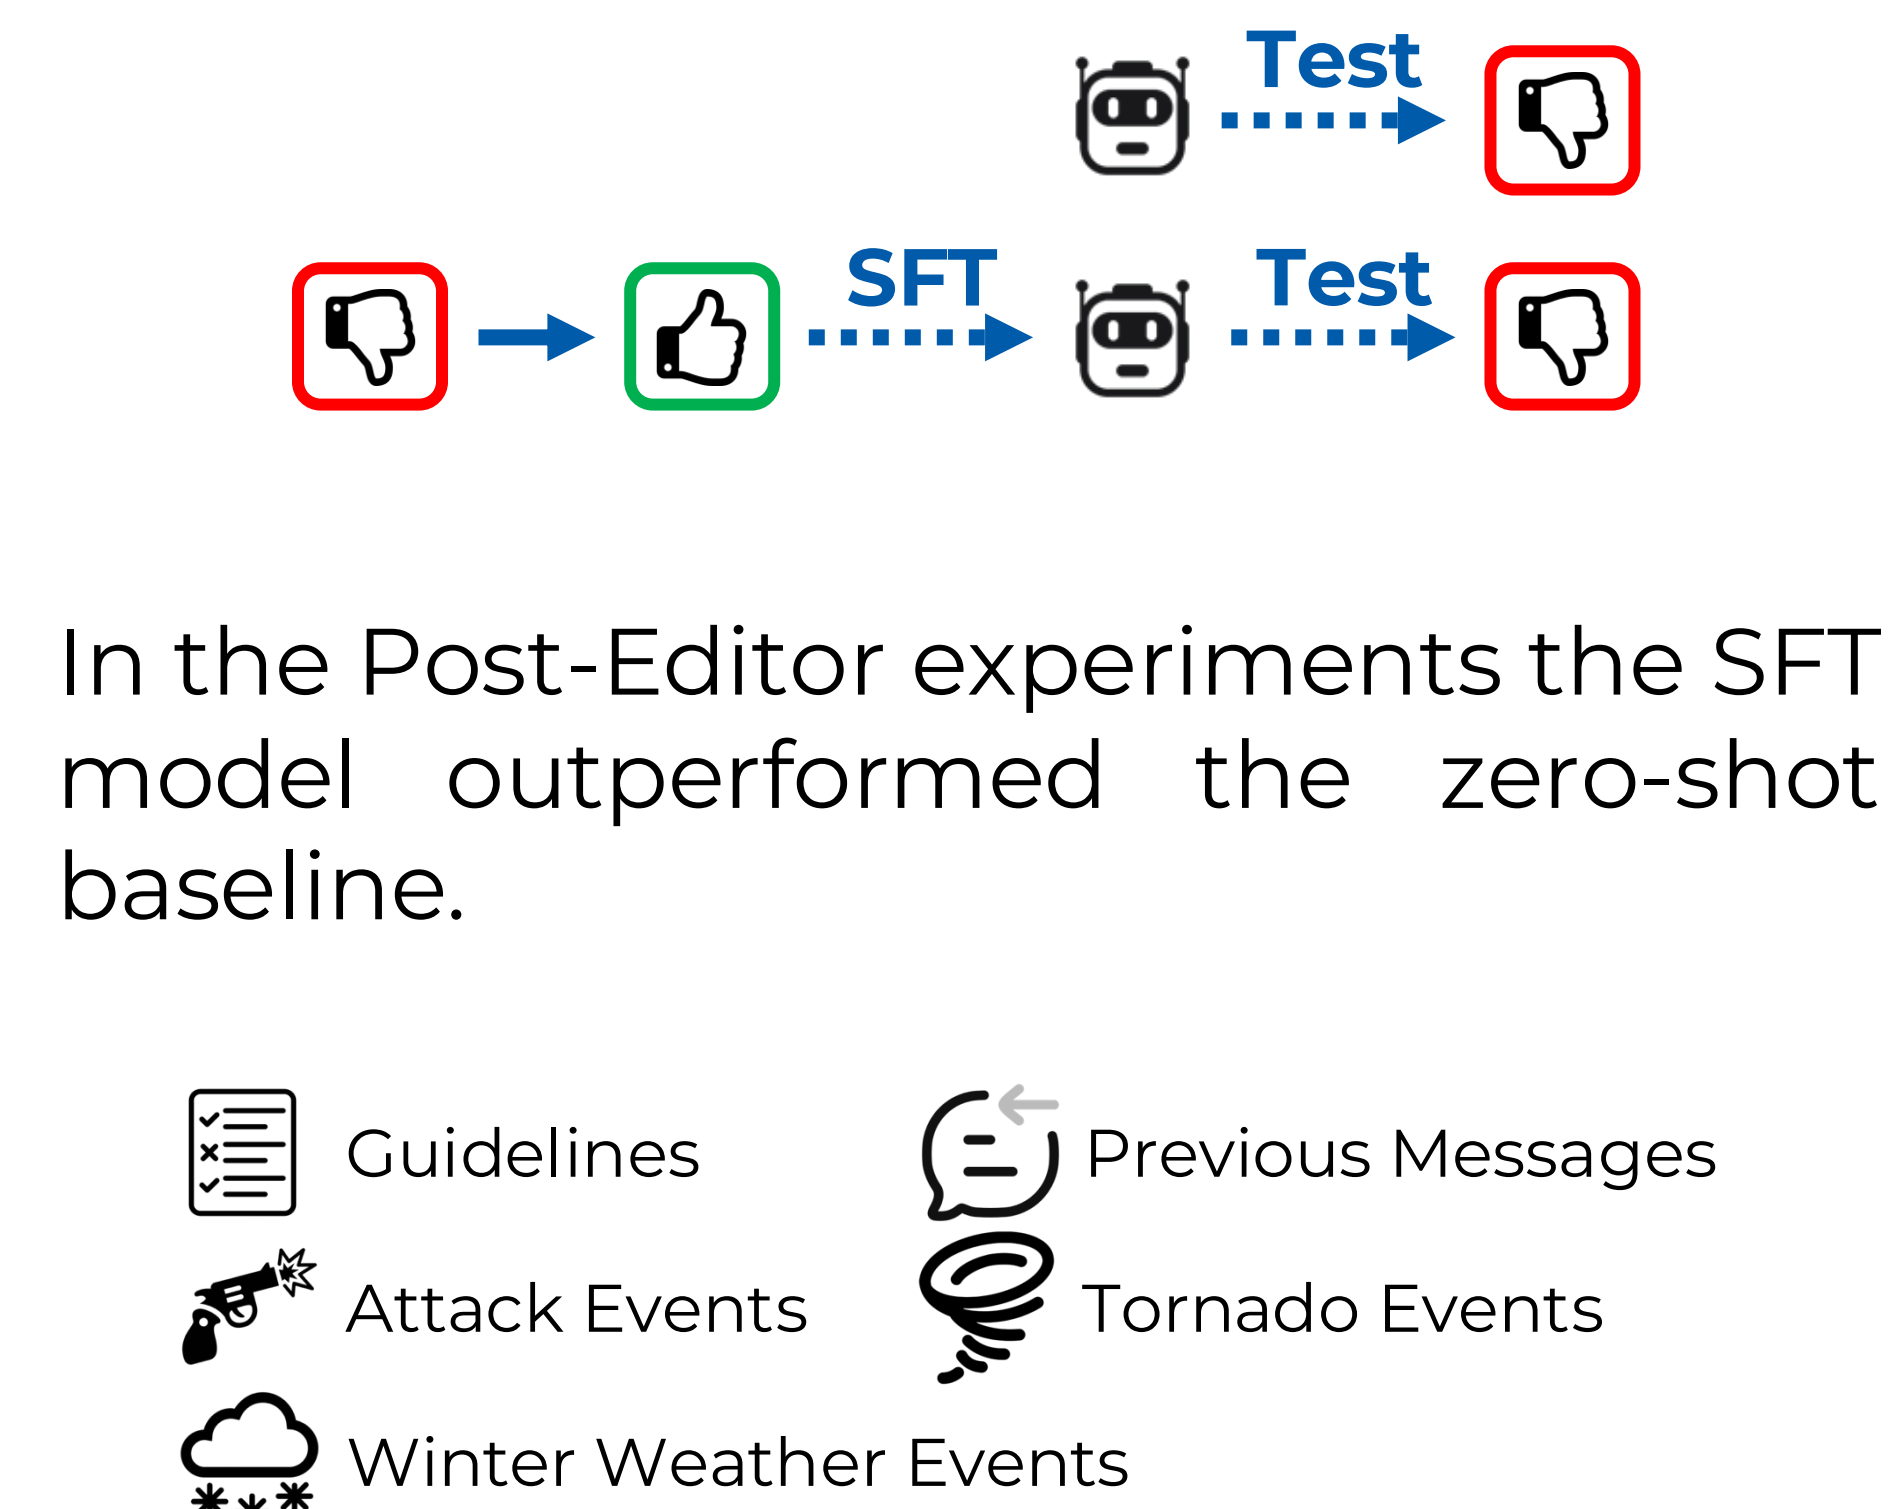 Test
SFT Test
In the Post-Editor experiments the SFT
model outperformed the zero-shot
baseline.
Guidelines Previous Messages
Attack Events Tornado Events
Winter Weather Events